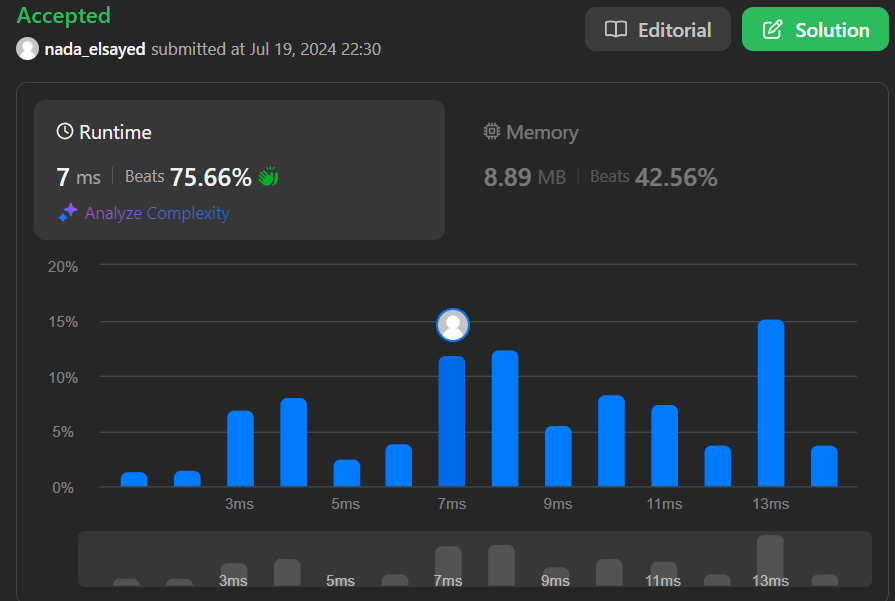 Accepted
Editorial
Solution
nada_elsayed submitted at Jul 19, 2024 22:30
Runtime
7 ms | Beats 75.66%
Analyze Complexity
Memory
8.89 MB | Beats 42.56%
20%
15%
10%
5%
0%
3ms 5ms 7ms 9ms 11ms 13ms
3ms 5ms 7ms 9ms 11ms 13ms